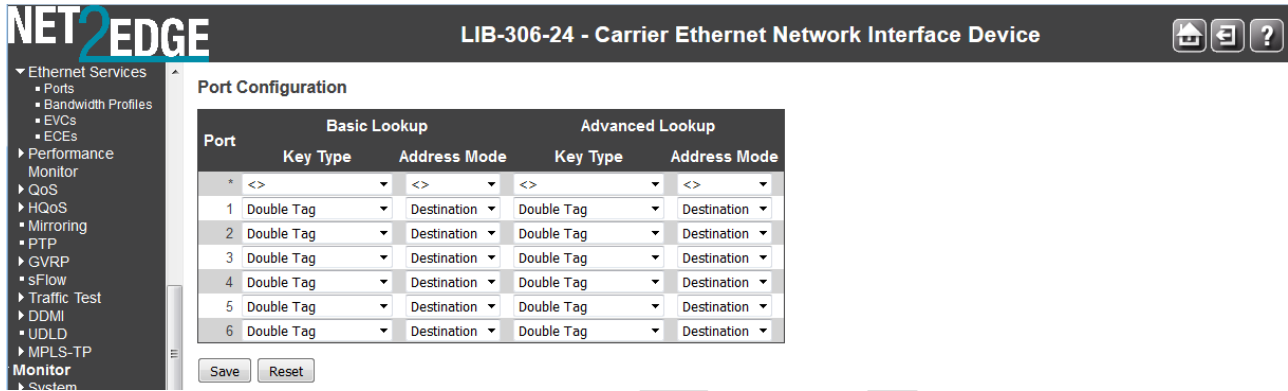 NET2EDGE
LIB-306-24 - Carrier Ethernet Network Interface Device
?
Ethernet Services
Ports
Bandwidth Profiles
EVCs
ECEs
Performance
Monitor
QoS
HQoS
Mirroring
PTP
GVRP
sFlow
Traffic Test
DDMI
UDLD
MPLS-TP
Monitor
System
Port Configuration
Port Basic Lookup Advanced Lookup
Key Type Address Mode Key Type Address Mode
* <> <> <> <>
1 Double Tag Destination Double Tag Destination
2 Double Tag Destination Double Tag Destination
3 Double Tag Destination Double Tag Destination
4 Double Tag Destination Double Tag Destination
5 Double Tag Destination Double Tag Destination
6 Double Tag Destination Double Tag Destination
Save Reset